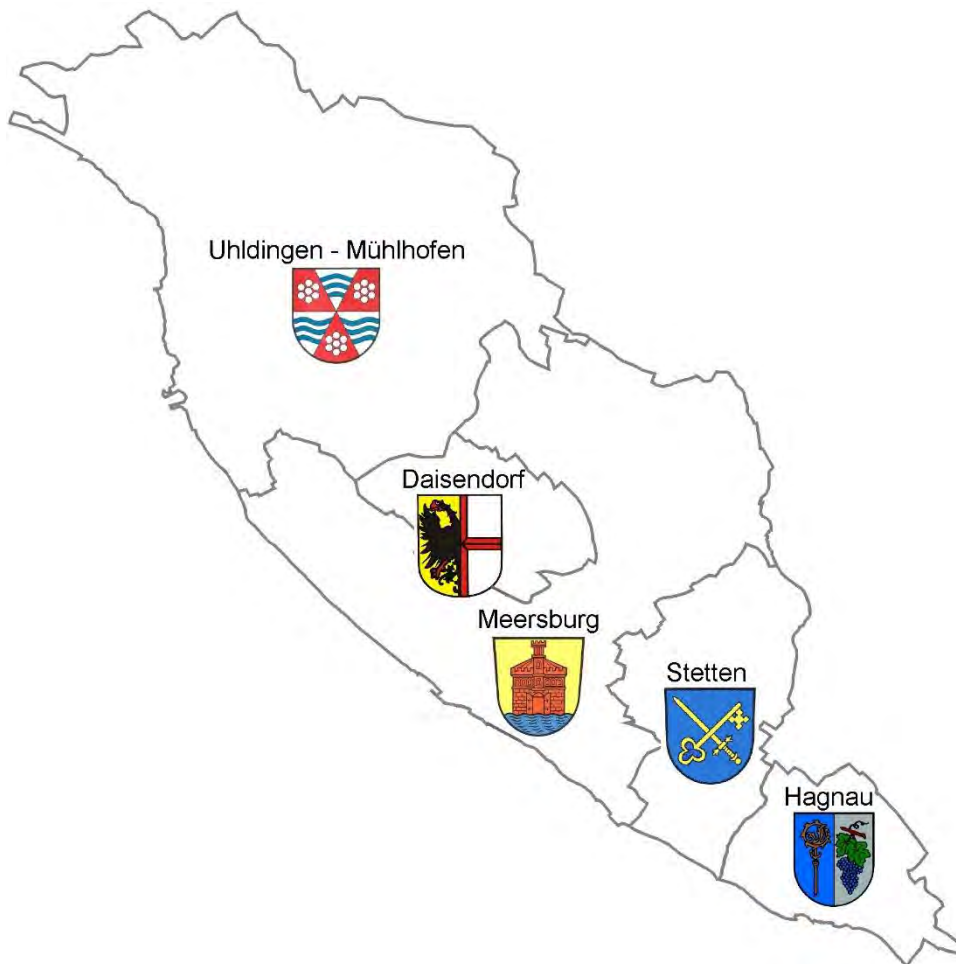 Uhldingen - Mühlhofen
Daisendorf
Meersburg
Stetten
Hagnau